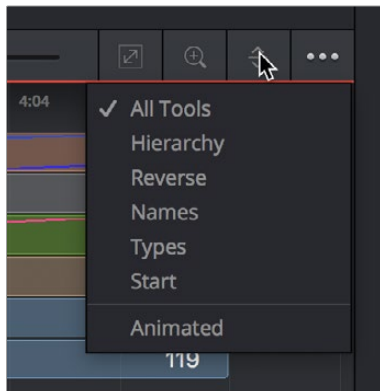 4:04
✓ All Tools
Hierarchy
Reverse
Names
Types
Start
Animated
119